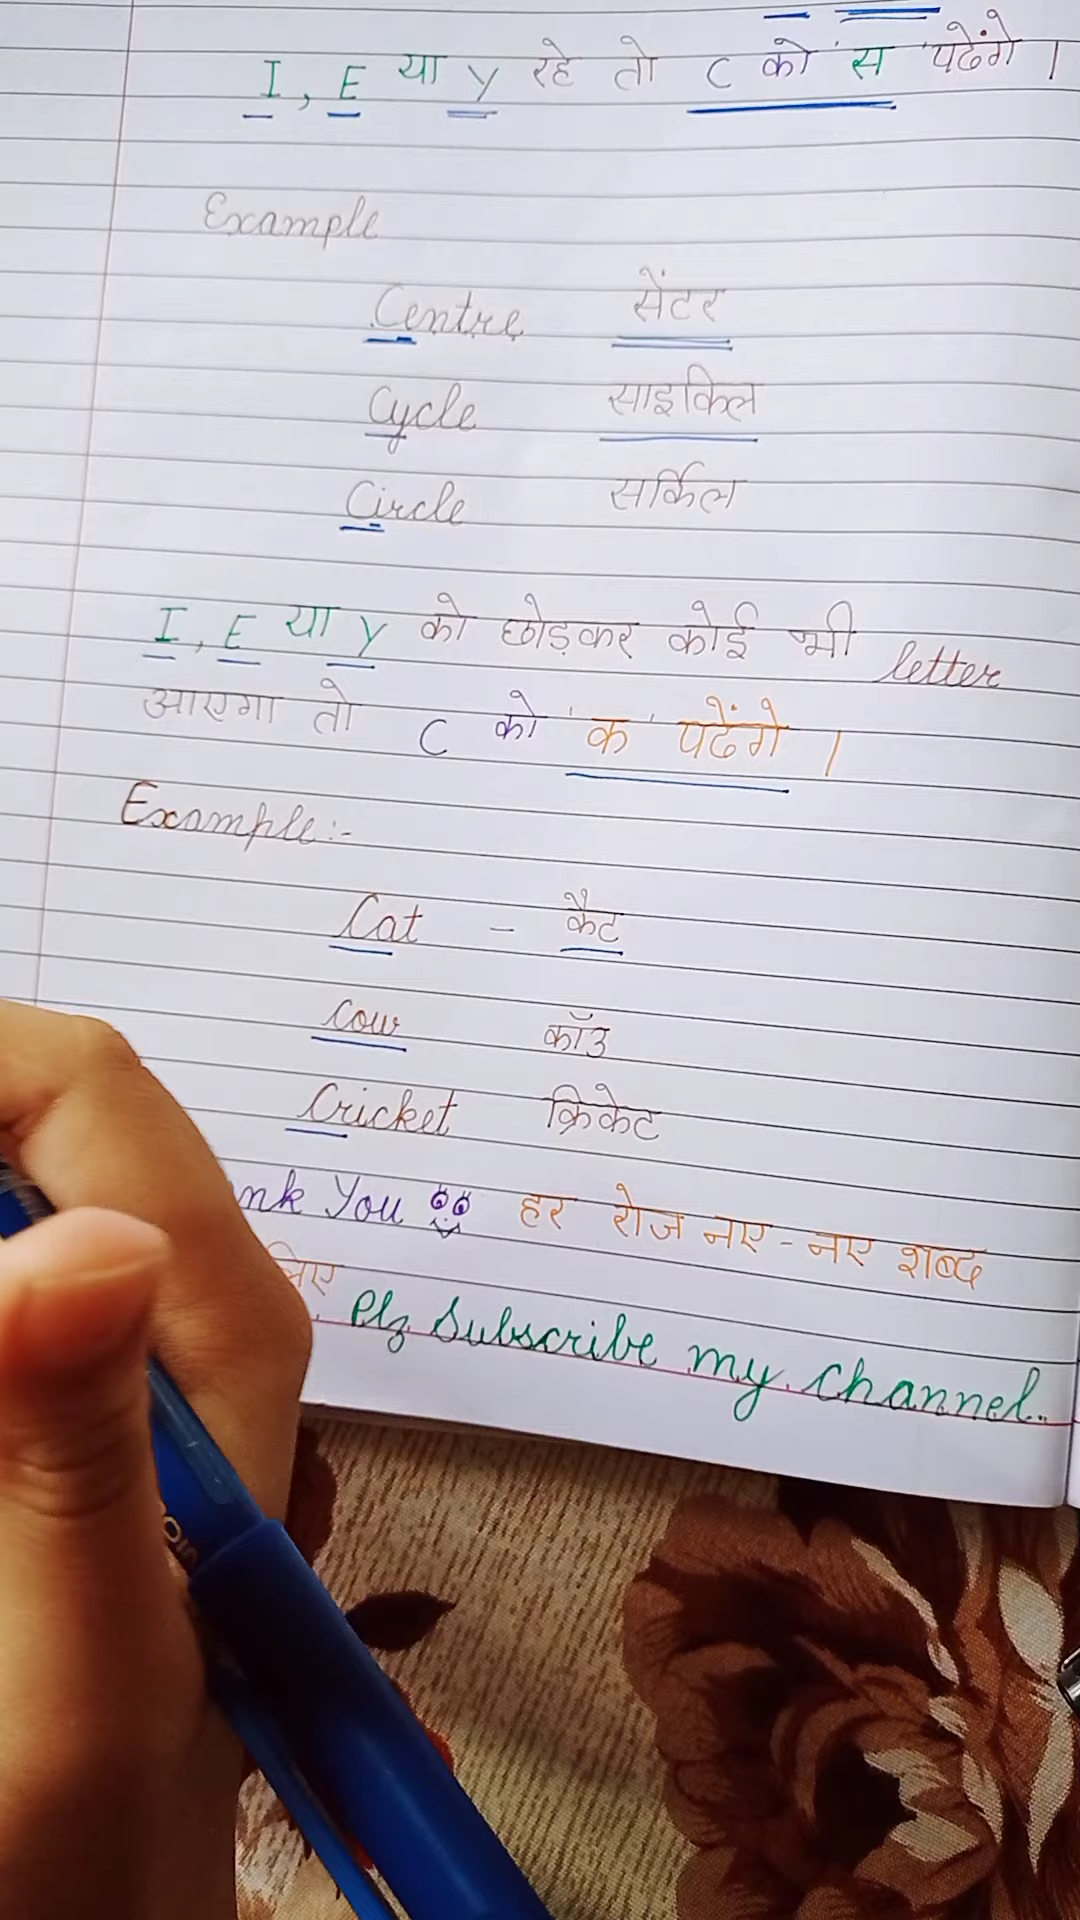 I, E या Y रहे तो C को 'स' पढेंगे ।
Example
Centre सेंटर
Cycle साइकिल
Circle सर्किल
I, E या Y को छोड़कर कोई भी letter
आएगा तो C को 'क' पढेंगे ।
Example:-
Cat - कैट
Cow कॉउ
Cricket क्रिकेट
nk You हर रोज नए-नए शब्द
लिए plz subscribe my channel..